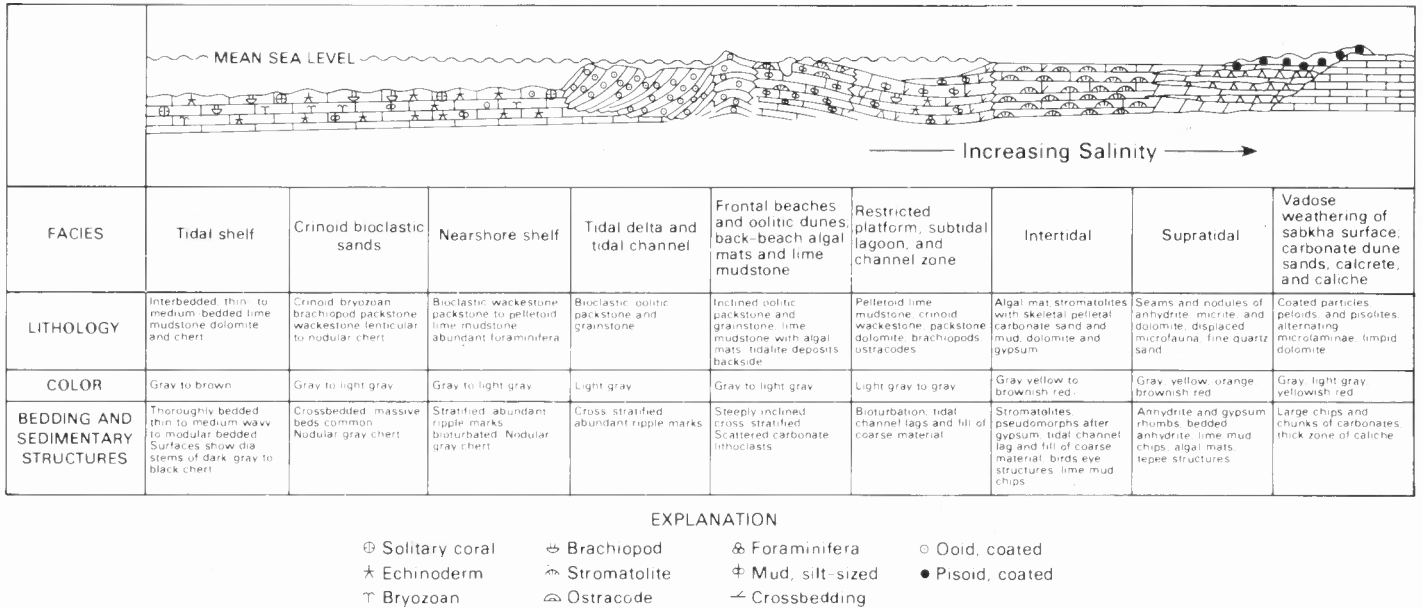 MEAN SEA LEVEL
Increasing Salinity
FACIES
Tidal shelf
Crinoid bioclastic
sands
Nearshore shelf
Tidal delta and
tidal channel
Frontal beaches
and oolitic dunes,
back-beach algal
mats and lime
mudstone
Restricted
platform, subtidal
lagoon, and
channel zone
Intertidal
Supratidal
Vadose
weathering of
sabkha surface,
carbonate dune
sands, calcrete,
and caliche
LITHOLOGY
Interbedded, thin- to
medium-bedded lime
mudstone dolomite
and chert
Crinoid bryozoan
brachiopod packstone
wackestone lenticular
to nodular chert
Bioclastic wackestone
packstone to pelletoid
lime mudstone
abundant foraminifera
Bioclastic oolitic
packstone and
grainstone
Inclined oolitic
packstone and
grainstone, lime
mudstone with algal
mats, tidalite deposits
backside
Pelletoid lime
mudstone, crinoid
wackestone, packstone
dolomite, brachiopods,
ostracodes
Algal mat, stromatolites
with skeletal pelletal
carbonate sand and
mud, dolomite and
gypsum
Seams and nodules of
anhydrite, micrite, and
dolomite, displaced
microfauna, fine quartz
sand
Coated particles,
peloids, and pisolites,
alternating
microlaminae, limpid
dolomite
COLOR
Gray to brown
Gray to light gray
Gray to light gray
Light gray
Gray to light gray
Light gray to gray
Gray yellow to
brownish red
Gray, yellow, orange
brownish red
Gray, light gray,
yellowish red
BEDDING AND
SEDIMENTARY
STRUCTURES
Thoroughly bedded
thin to medium wavy
to modular bedded
Surfaces show dia
stems of dark gray to
black chert
Crossbedded massive
beds common
Nodular gray chert
Stratified abundant
ripple marks
bioturbated. Nodular
gray chert
Cross stratified
abundant ripple marks
Steeply inclined
cross stratified
Scattered carbonate
lithoclasts
Bioturbation, tidal
channel lags and fill of
coarse material
Stromatolites,
pseudomorphs after
gypsum, tidal channel
lag and fill of coarse
material, birds eye
structures, lime mud
chips
Anhydrite and gypsum
rhombs, bedded
anhydrite, lime mud
chips, algal mats,
tepee structures
Large chips and
chunks of carbonates,
thick zone of caliche
EXPLANATION
Solitary coral
Brachiopod
Foraminifera
Ooid, coated
Echinoderm
Stromatolite
Mud, silt-sized
Pisoid, coated
Bryozoan
Ostracode
Crossbedding